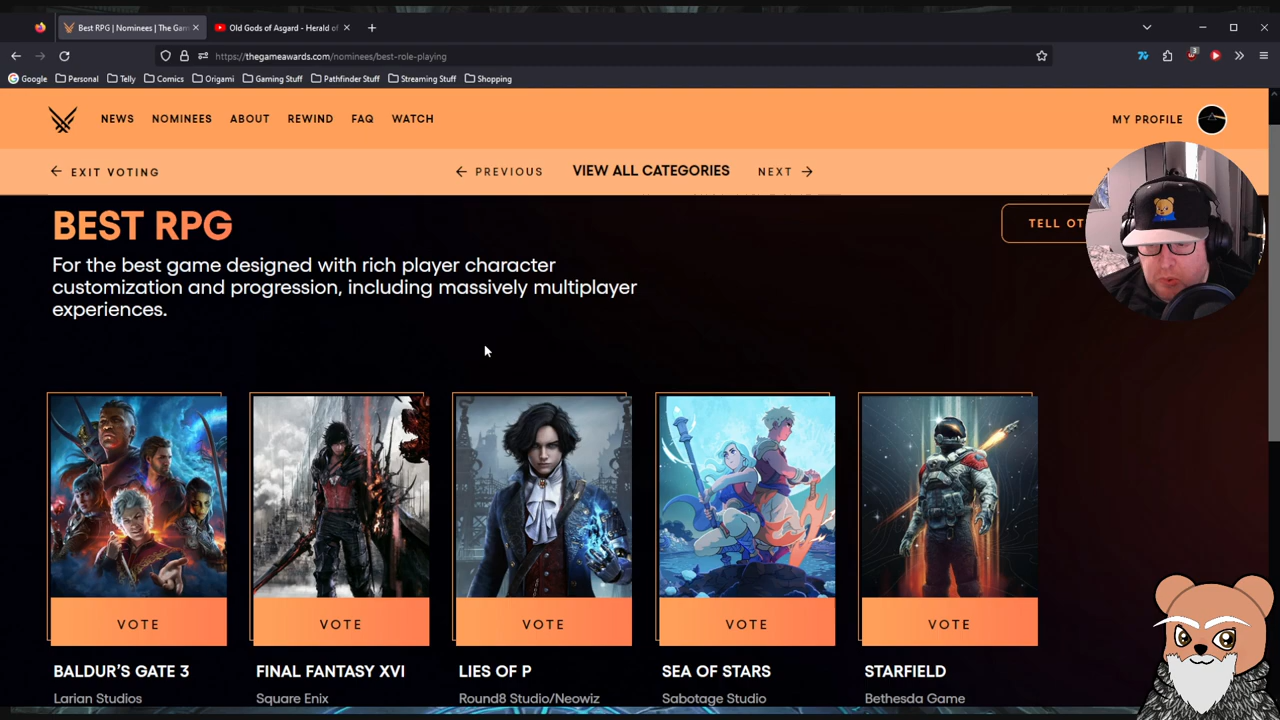 Best RPG | Nominees | The Gam
Old Gods of Asgard - Herald of
https://thegameawards.com/nominees/best-role-playing
3
Google Personal Telly Comics Origami Gaming Stuff Pathfinder Stuff Streaming Stuff Shopping
NEWS NOMINEES ABOUT REWIND FAQ WATCH MY PROFILE
EXIT VOTING PREVIOUS VIEW ALL CATEGORIES NEXT
BEST RPG
TELL OT
For the best game designed with rich player character
customization and progression, including massively multiplayer
experiences.
VOTE VOTE VOTE VOTE VOTE
BALDUR'S GATE 3 FINAL FANTASY XVI LIES OF P SEA OF STARS STARFIELD
Larian Studios Square Enix Round8 Studio/Neowiz Sabotage Studio Bethesda Game